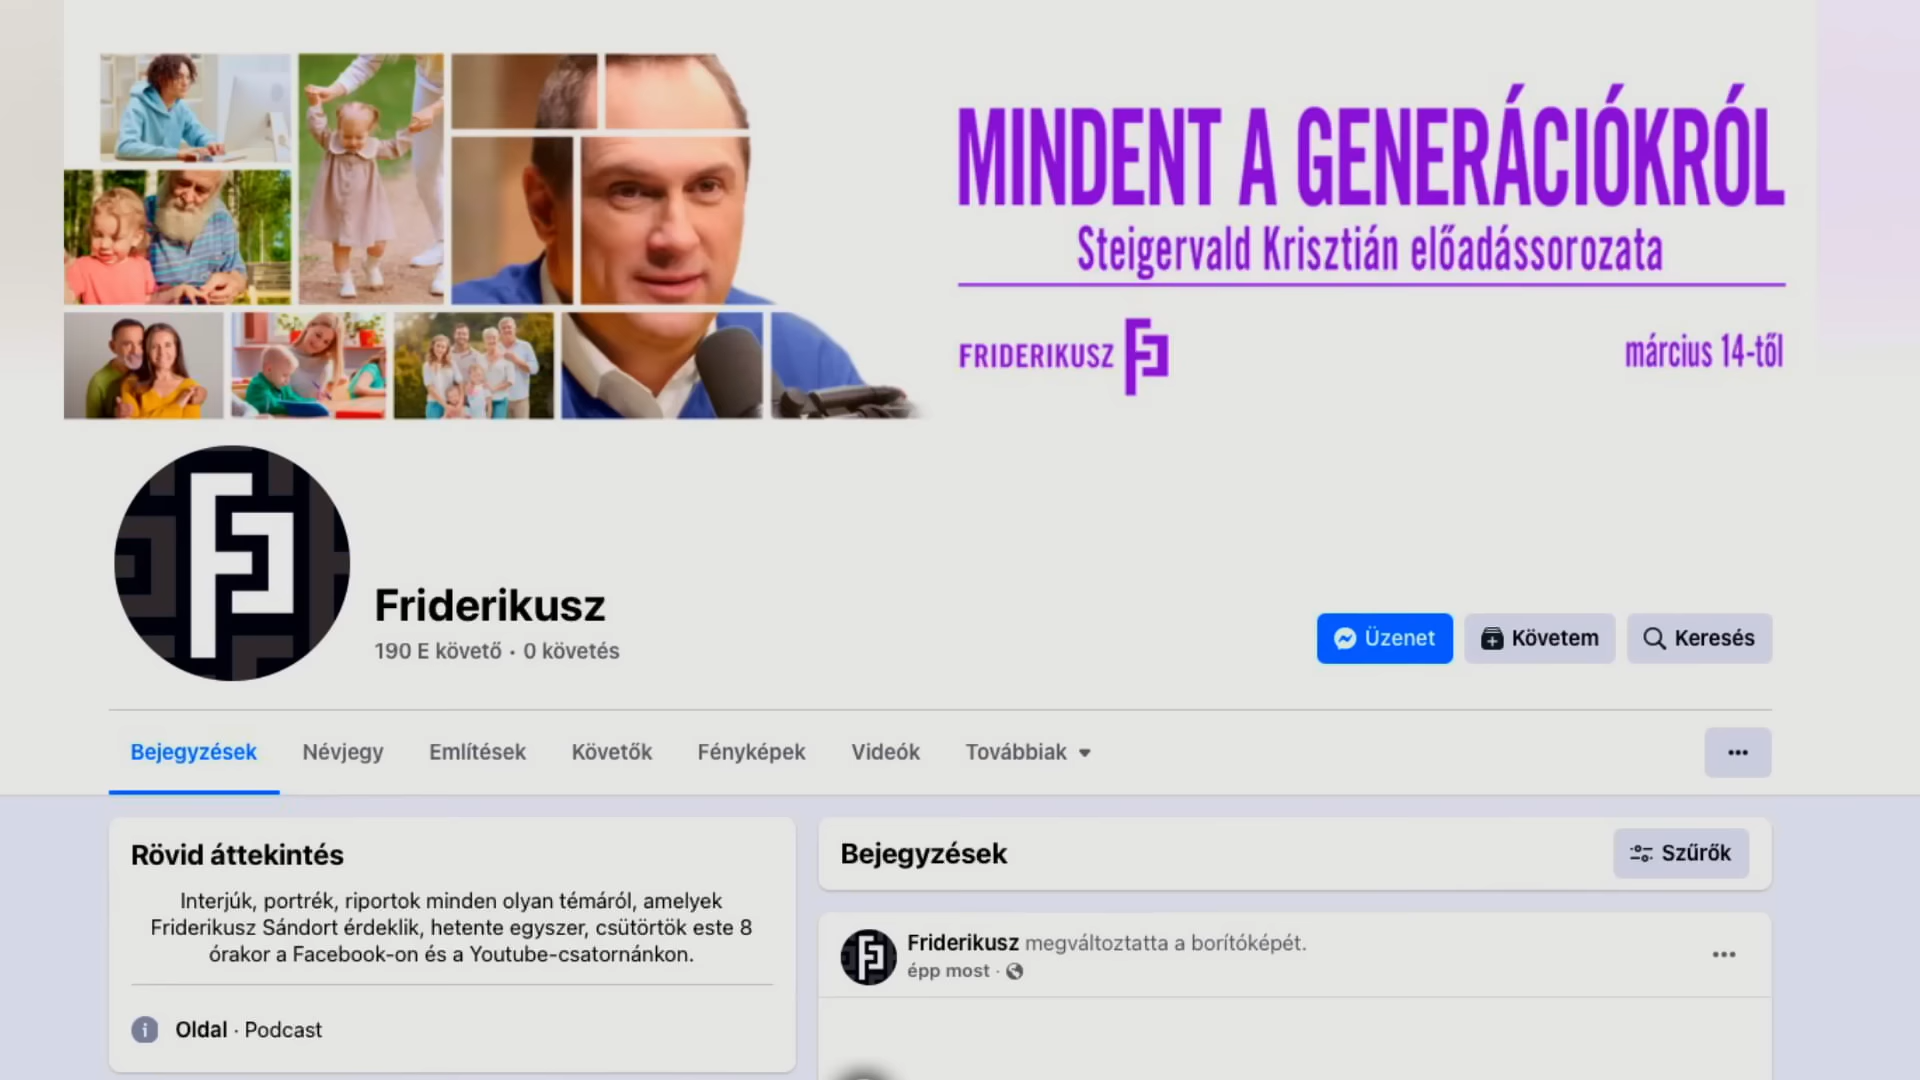 MINDENT A GENERÁCIÓKRÓL
Steigervald Krisztián előadássorozata
FRIDERIKUSZ
március 14-től
Friderikusz
190 E követő · 0 követés
Üzenet
Követem
Keresés
Bejegyzések
Névjegy
Említések
Követők
Fényképek
Videók
Továbbiak
Rövid áttekintés
Interjúk, portrék, riportok minden olyan témáról, amelyek
Friderikusz Sándort érdeklik, hetente egyszer, csütörtök este 8
órakor a Facebook-on és a Youtube-csatornánkon.
Oldal · Podcast
Bejegyzések
Szűrők
Friderikusz megváltoztatta a borítóképét.
épp most ·